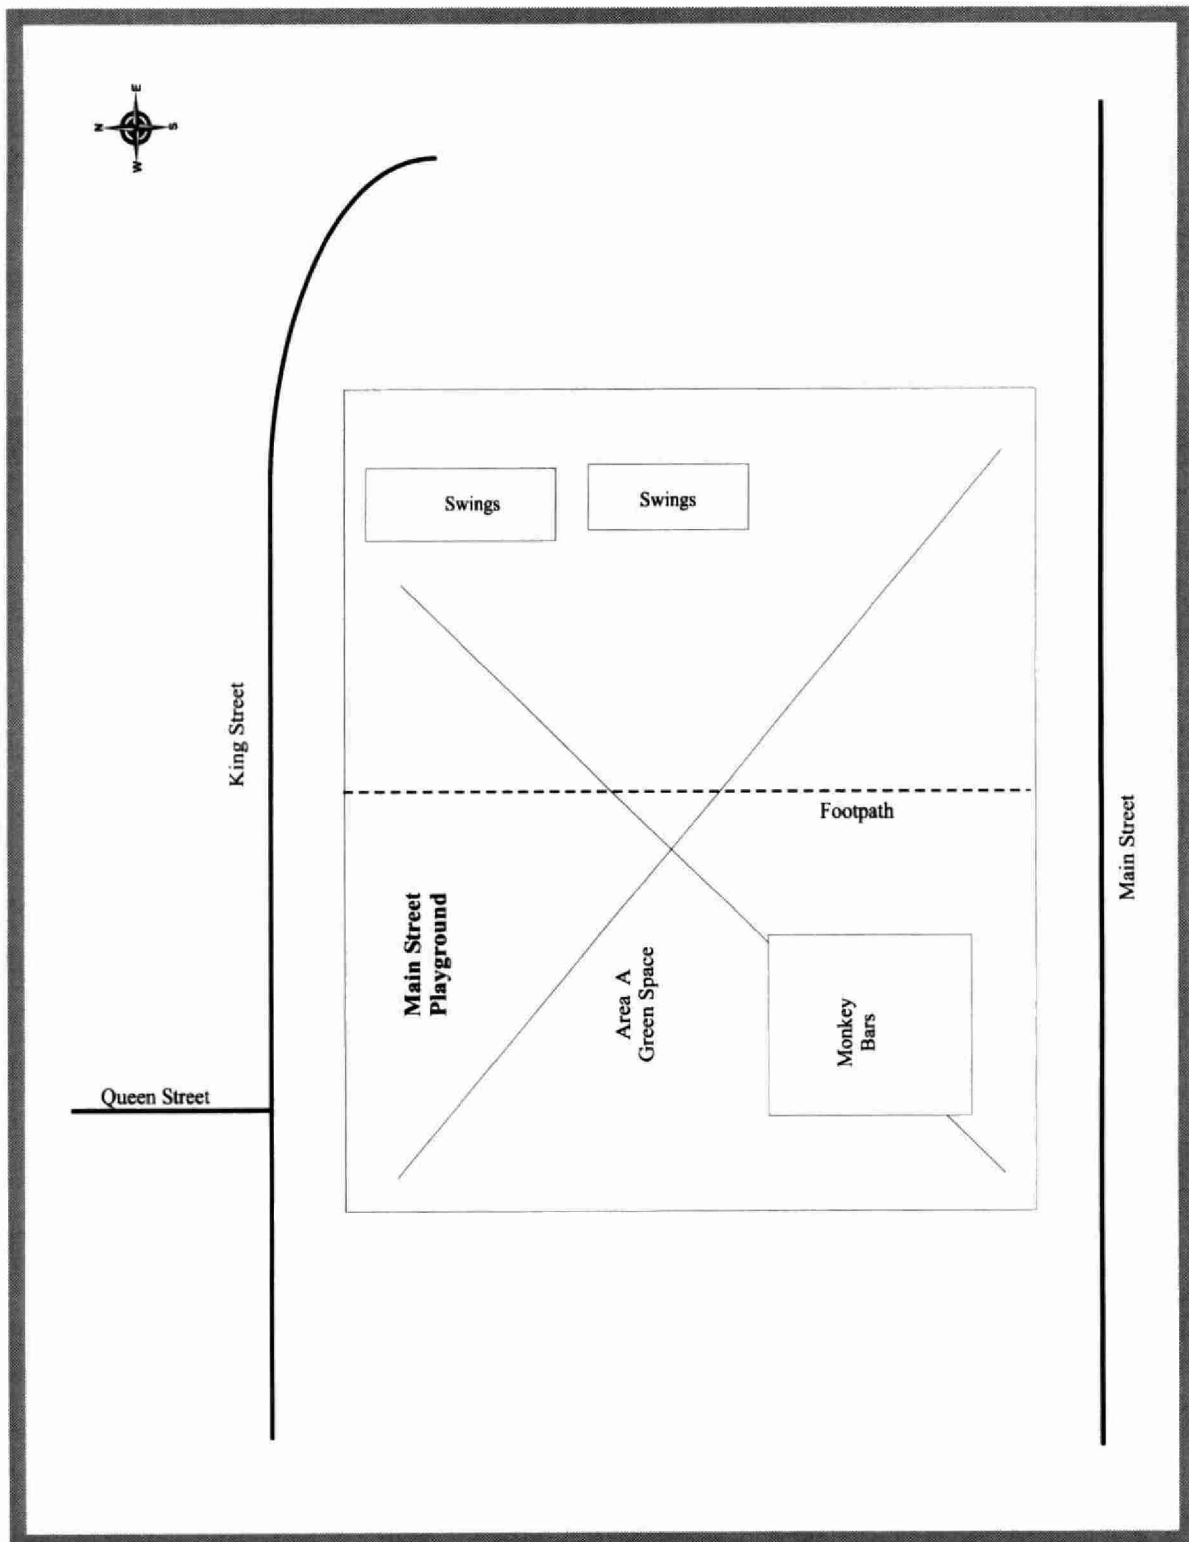 N
E
S
W
King Street
Queen Street
Swings
Swings
Footpath
Main Street
Playground
Area A
Green Space
Monkey
Bars
Main Street